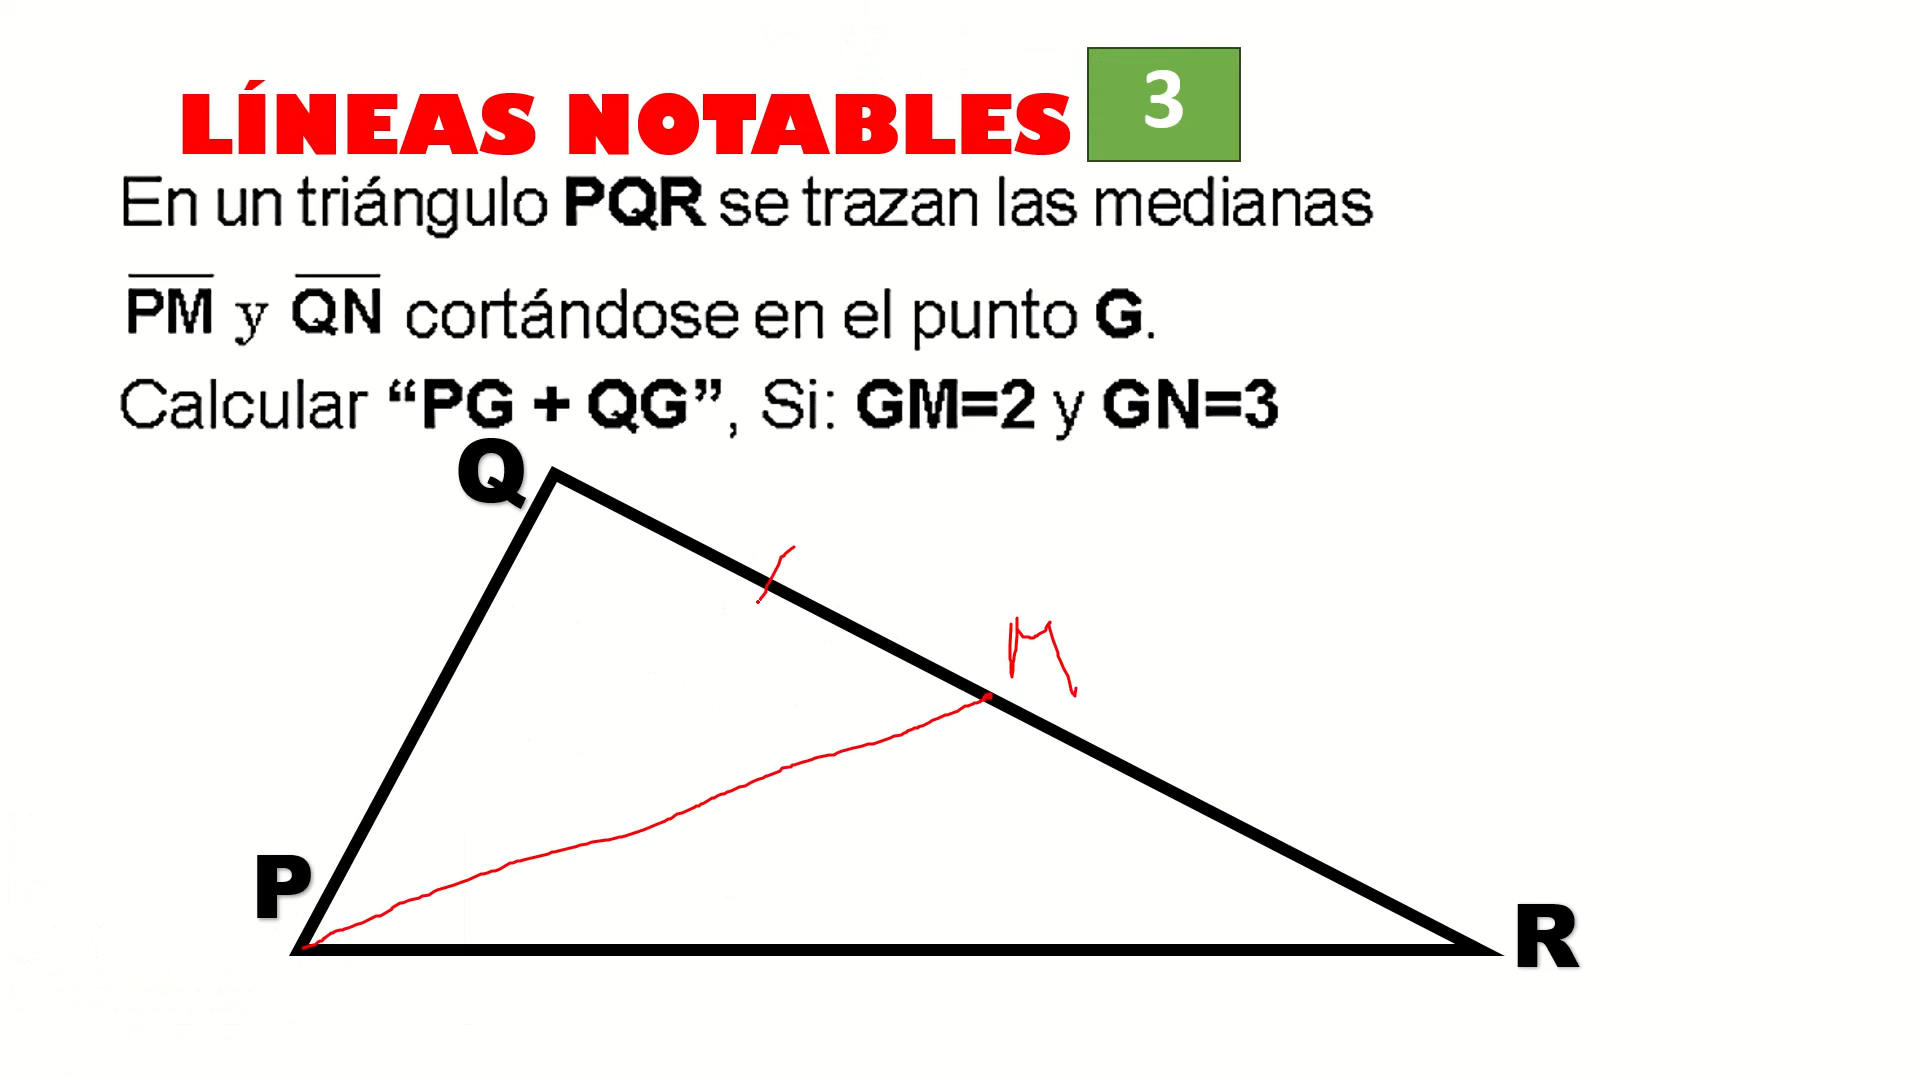 LÍNEAS NOTABLES 3
En un triángulo PQR se trazan las medianas
PM y QN cortándose en el punto G.
Calcular “PG + QG”, Si: GM=2 y GN=3
Q
M
P
R